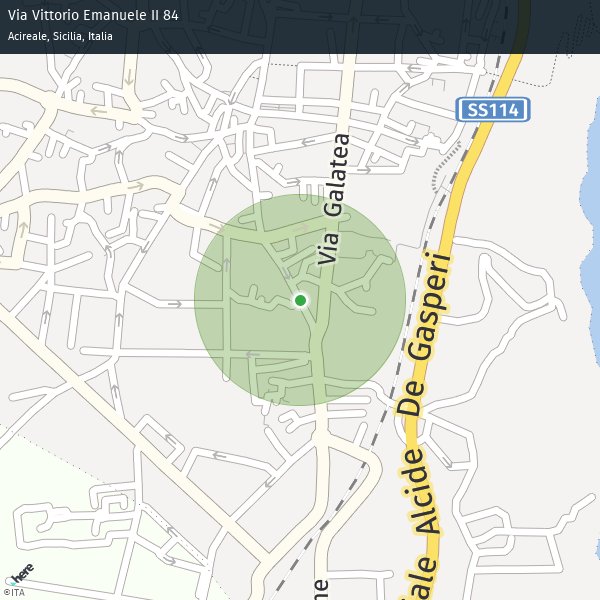 Via Vittorio Emanuele II 84
Acireale, Sicilia, Italia
SS114
Via Galatea
ale Alcide De Gasperi
ne
here
©ITA